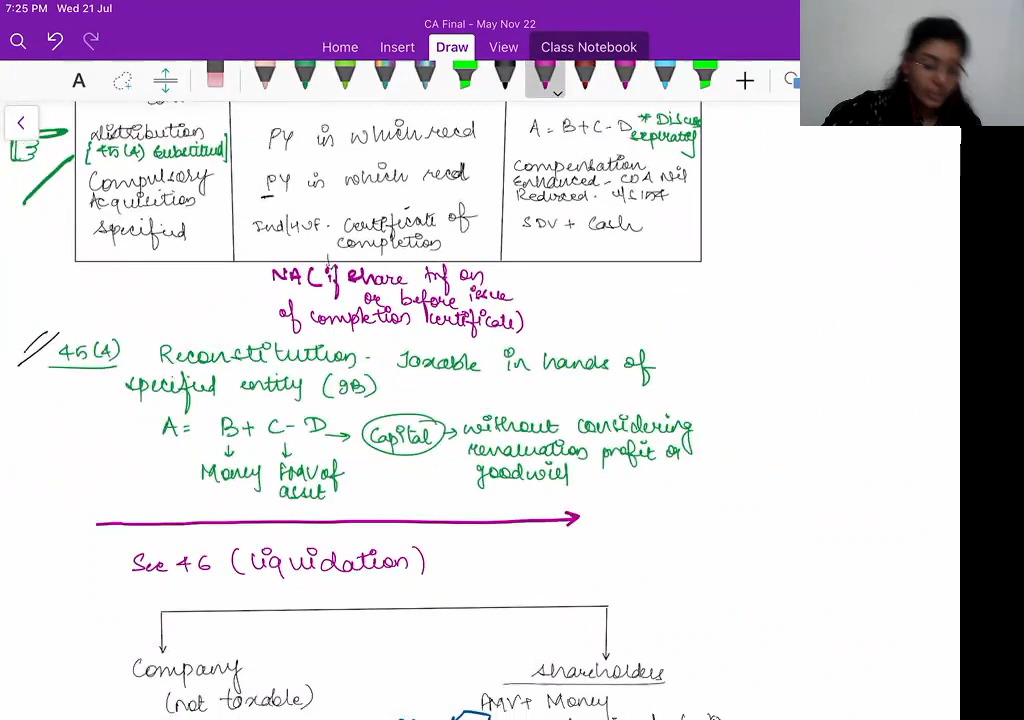 7:25 PM Wed 21 Jul
CA Final - May Nov 22
Home Insert Draw View Class Notebook
A
Distribution
[45(4) Substituted]
PY in which recd
A = B+C-D * Discuss
seperately
Compulsory
Acquisition
PY in which recd
Compensation
Enhanced - COA Nil
Reduced -
Specified
Ind/HUF - Certificate of
completion
SDV + Cash
NA (if share trf on
or before issue
of completion certificate)
45(4) Reconstitution - Taxable in hands of
specified entity (9B)
A = B + C - D → Capital → without considering
revaluation profit or
goodwill
Money FMV of
asset
Sec 46 (Liquidation)
Company
(not taxable)
Shareholders
FMV + Money